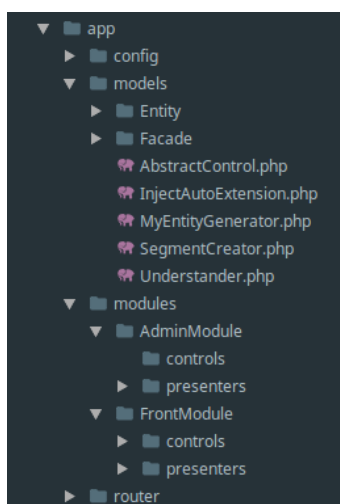 app
config
models
Entity
Facade
AbstractControl.php
InjectAutoExtension.php
MyEntityGenerator.php
SegmentCreator.php
Understander.php
modules
AdminModule
controls
presenters
FrontModule
controls
presenters
router